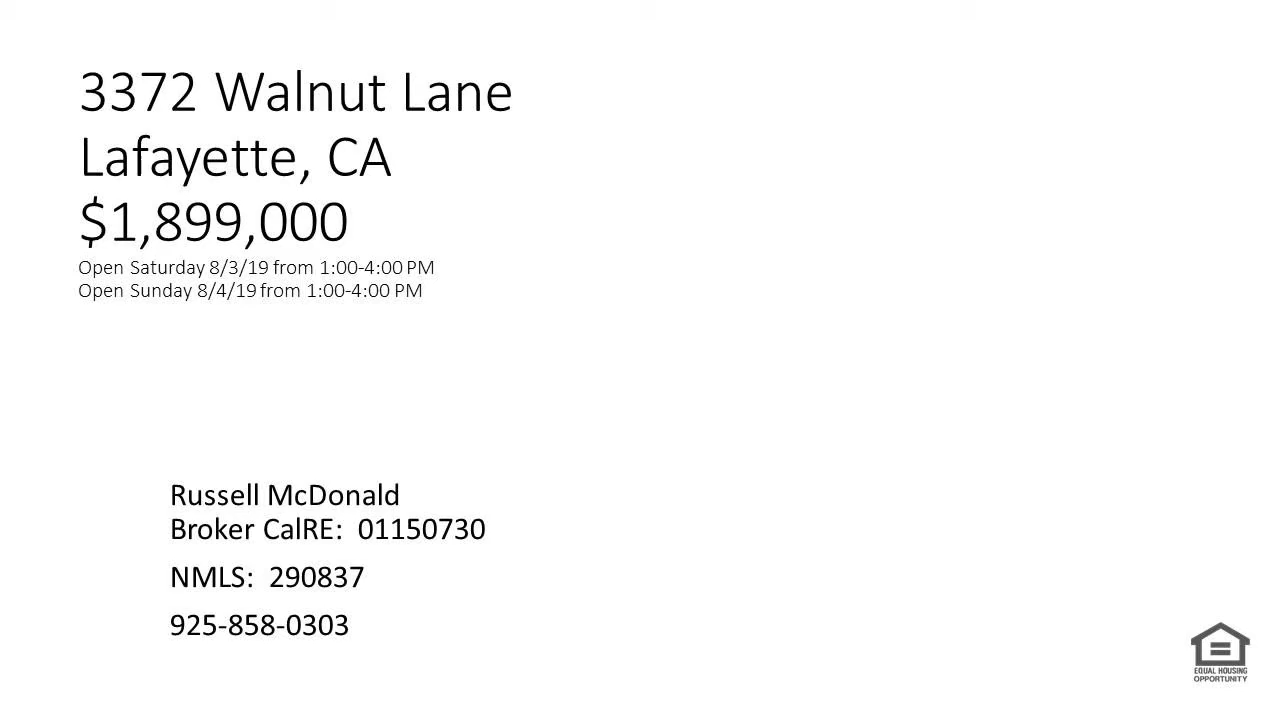 3372 Walnut Lane
Lafayette, CA
$1,899,000
Open Saturday 8/3/19 from 1:00-4:00 PM
Open Sunday 8/4/19 from 1:00-4:00 PM
Russell McDonald
Broker CalRE:  01150730
NMLS:  290837
925-858-0303
EQUAL HOUSING
OPPORTUNITY